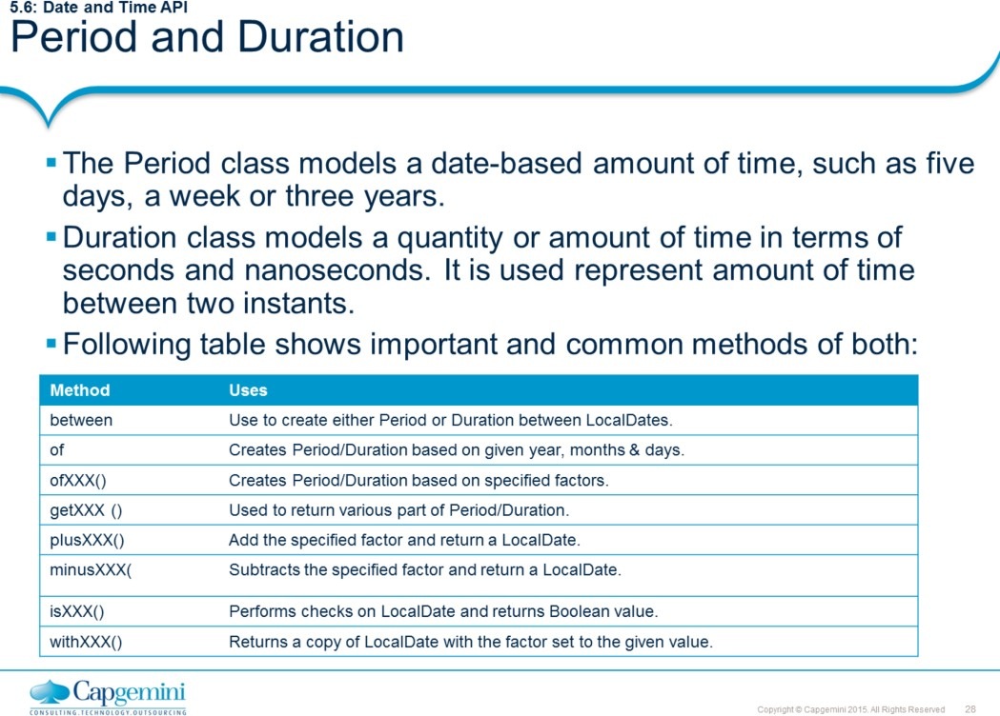 5.6: Date and Time API
Period and Duration
▪ The Period class models a date-based amount of time, such as five
days, a week or three years.
▪ Duration class models a quantity or amount of time in terms of
seconds and nanoseconds. It is used represent amount of time
between two instants.
▪ Following table shows important and common methods of both:
Method Uses
between Use to create either Period or Duration between LocalDates.
of Creates Period/Duration based on given year, months & days.
ofXXX() Creates Period/Duration based on specified factors.
getXXX () Used to return various part of Period/Duration.
plusXXX() Add the specified factor and return a LocalDate.
minusXXX( Subtracts the specified factor and return a LocalDate.
isXXX() Performs checks on LocalDate and returns Boolean value.
withXXX() Returns a copy of LocalDate with the factor set to the given value.
Capgemini
CONSULTING.TECHNOLOGY.OUTSOURCING
Copyright © Capgemini 2015. All Rights Reserved 28